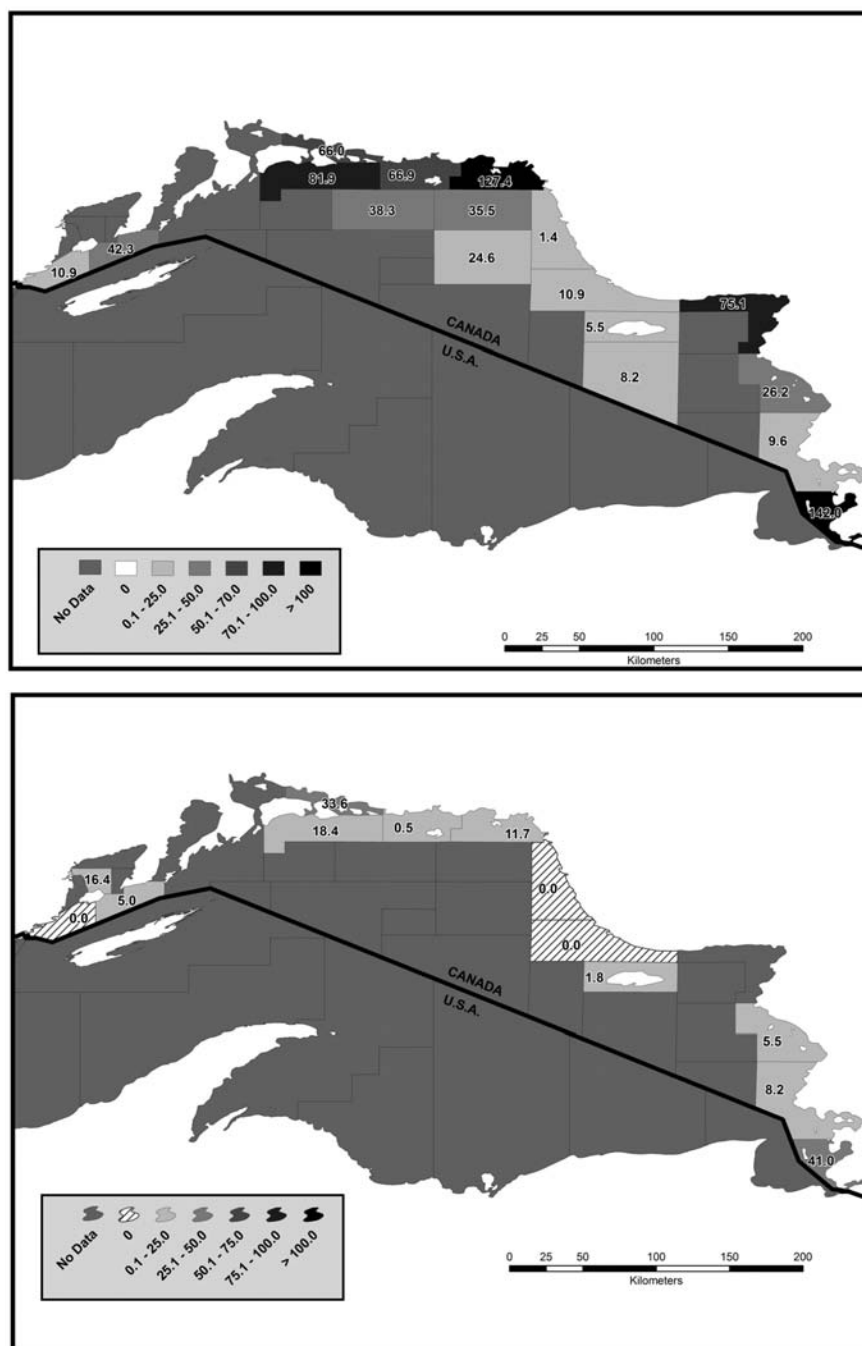 66.0
81.9
66.9
127.4
38.3
35.5
1.4
42.3
10.9
24.6
10.9
75.1
5.5
CANADA
U.S.A.
8.2
26.2
9.6
142.0
No Data
0
0.1 - 25.0
25.1 - 50.0
50.1 - 70.0
70.1 - 100.0
> 100
0 25 50 100 150 200
Kilometers
33.6
18.4
0.5
11.7
16.4
5.0
0.0
0.0
0.0
1.8
CANADA
U.S.A.
5.5
8.2
41.0
No Data
0
0.1 - 25.0
25.1 - 50.0
50.1 - 75.0
75.1 - 100.0
> 100.0
0 25 50 100 150 200
Kilometers